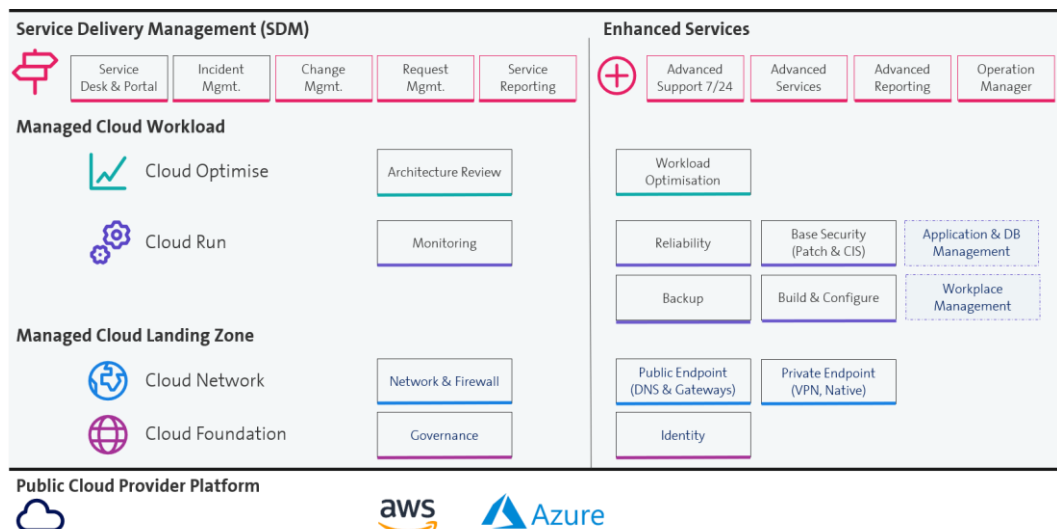 Service Delivery Management (SDM)
Enhanced Services
Service
Desk & Portal
Incident
Mgmt.
Change
Mgmt.
Request
Mgmt.
Service
Reporting
Advanced
Support 7/24
Advanced
Services
Advanced
Reporting
Operation
Manager
Managed Cloud Workload
Cloud Optimise
Architecture Review
Workload
Optimisation
Cloud Run
Monitoring
Reliability
Base Security
(Patch & CIS)
Application & DB
Management
Backup
Build & Configure
Workplace
Management
Managed Cloud Landing Zone
Cloud Network
Network & Firewall
Public Endpoint
(DNS & Gateways)
Private Endpoint
(VPN, Native)
Cloud Foundation
Governance
Identity
Public Cloud Provider Platform
aws
Azure